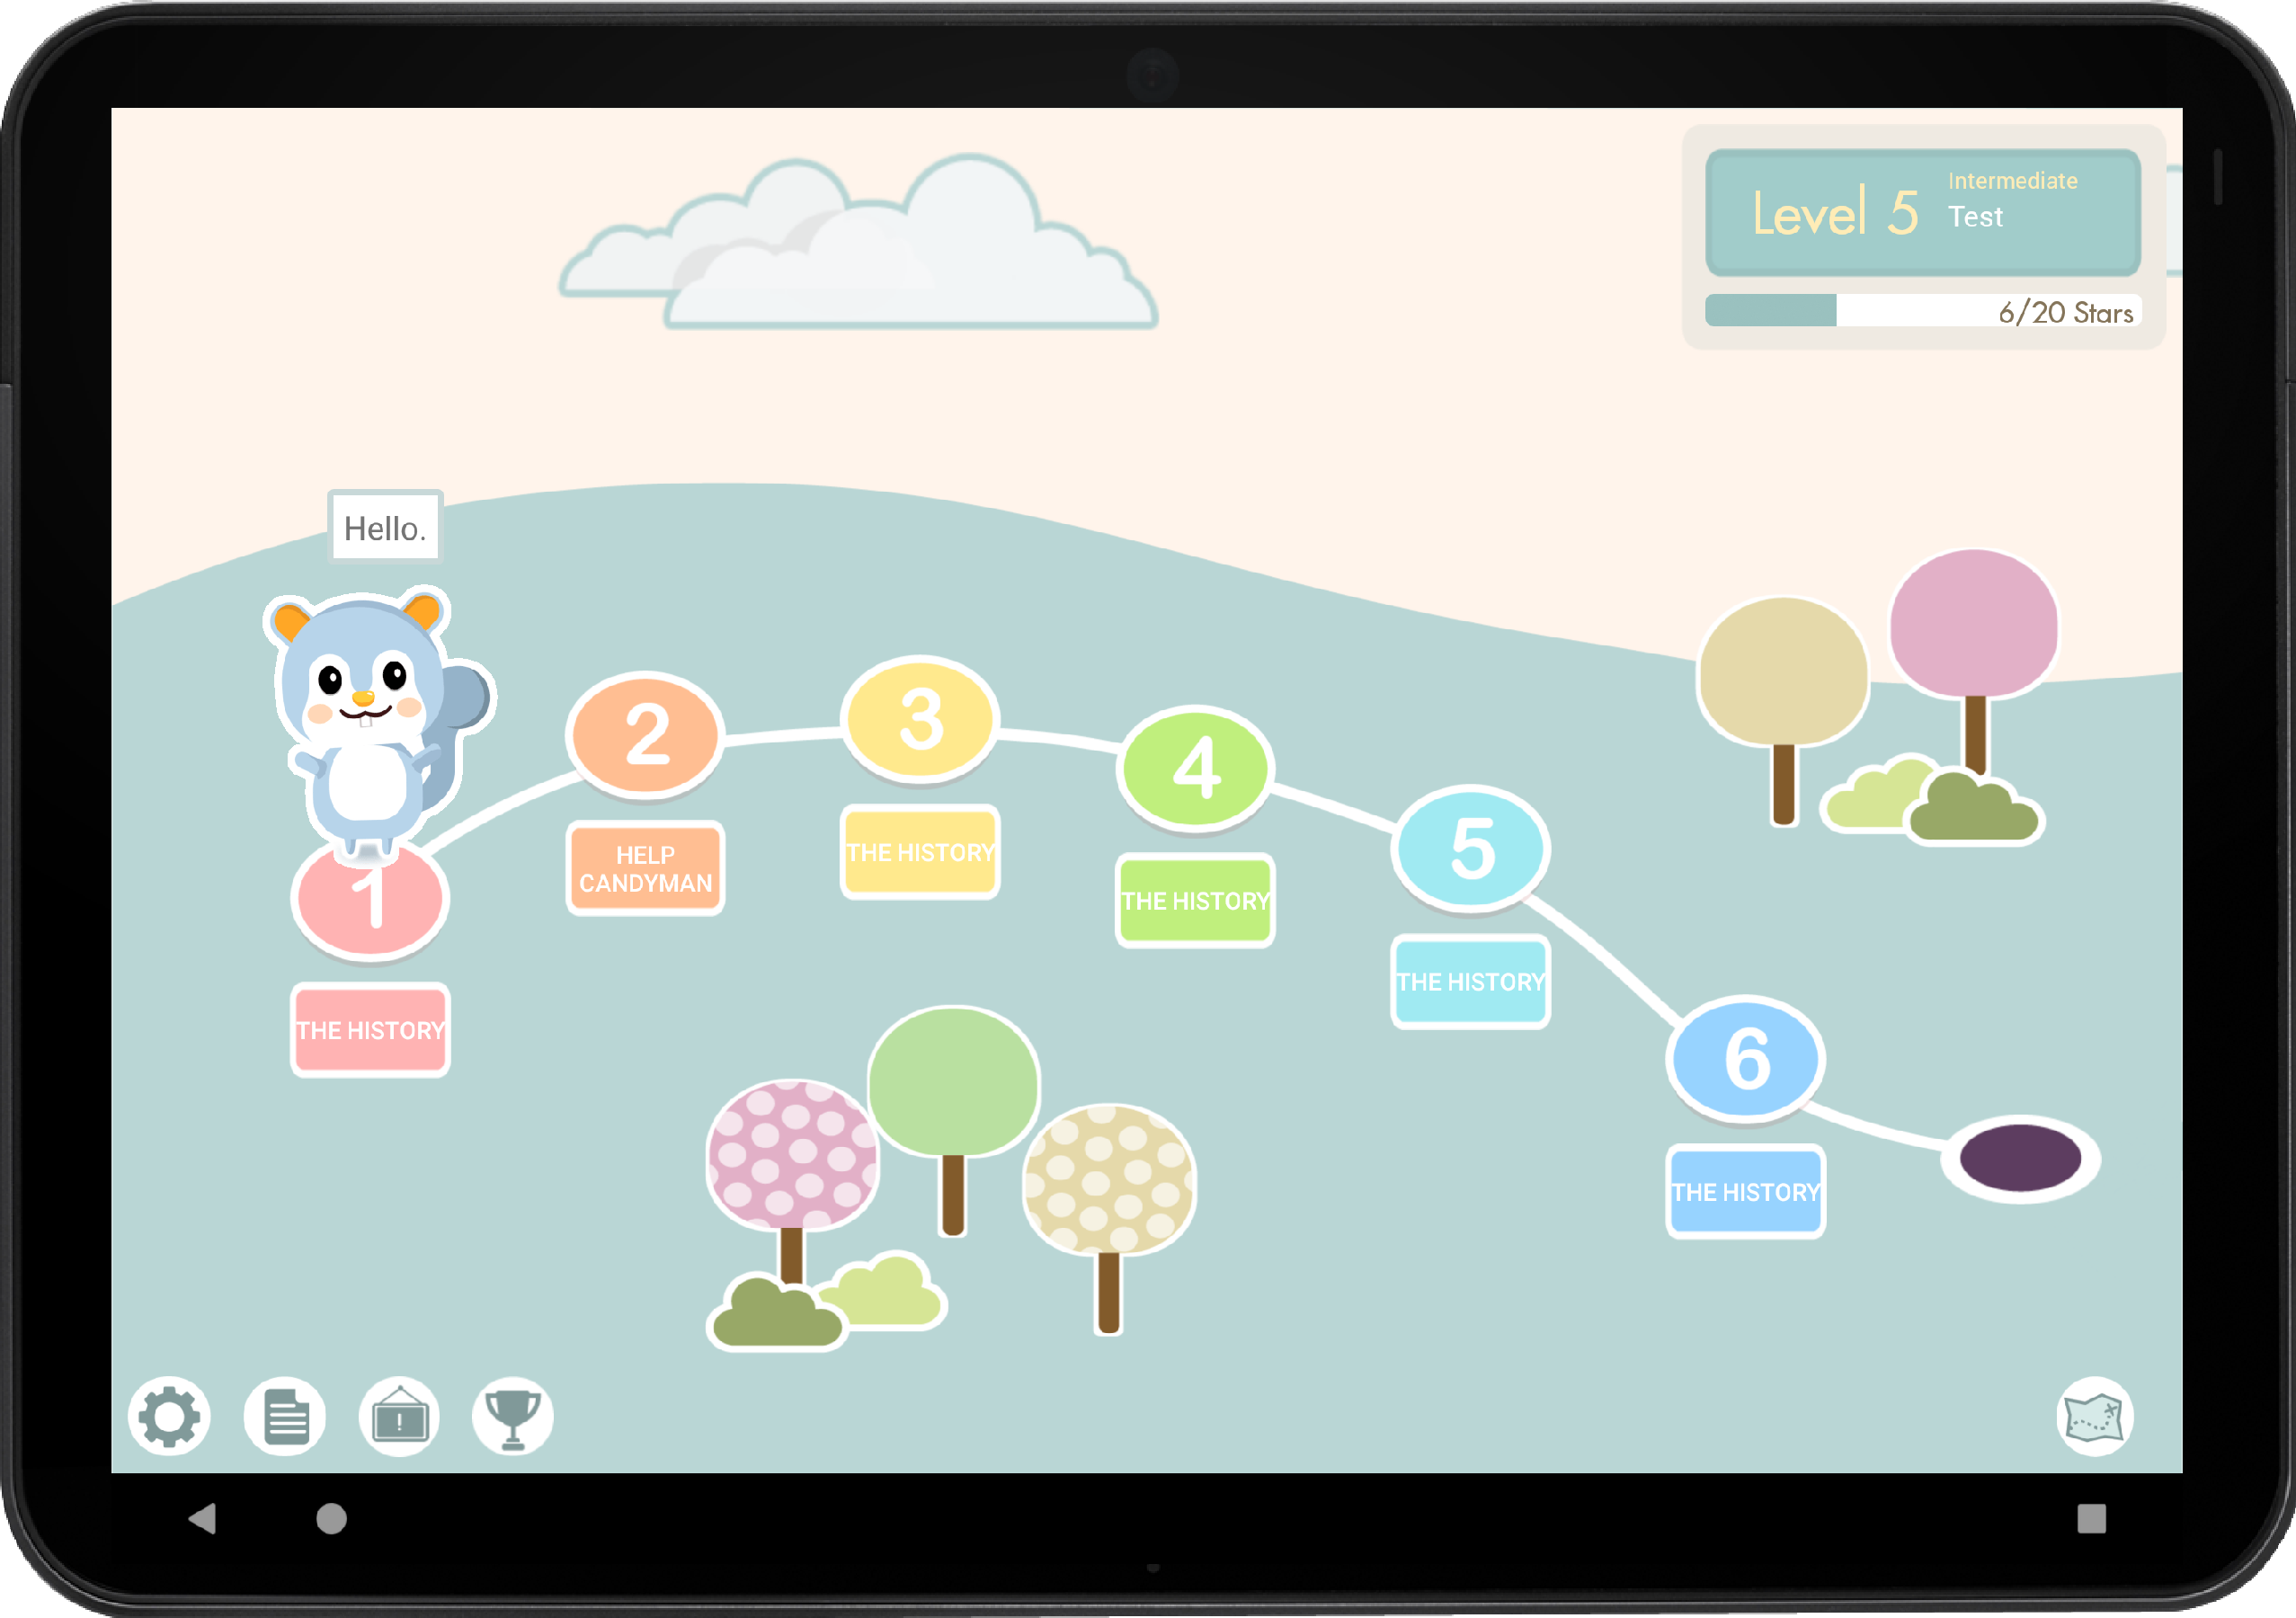 Level 5
Intermediate
Test
6/20 Stars
Hello.
1
THE HISTORY
2
HELP
CANDYMAN
3
THE HISTORY
4
THE HISTORY
5
THE HISTORY
6
THE HISTORY
!